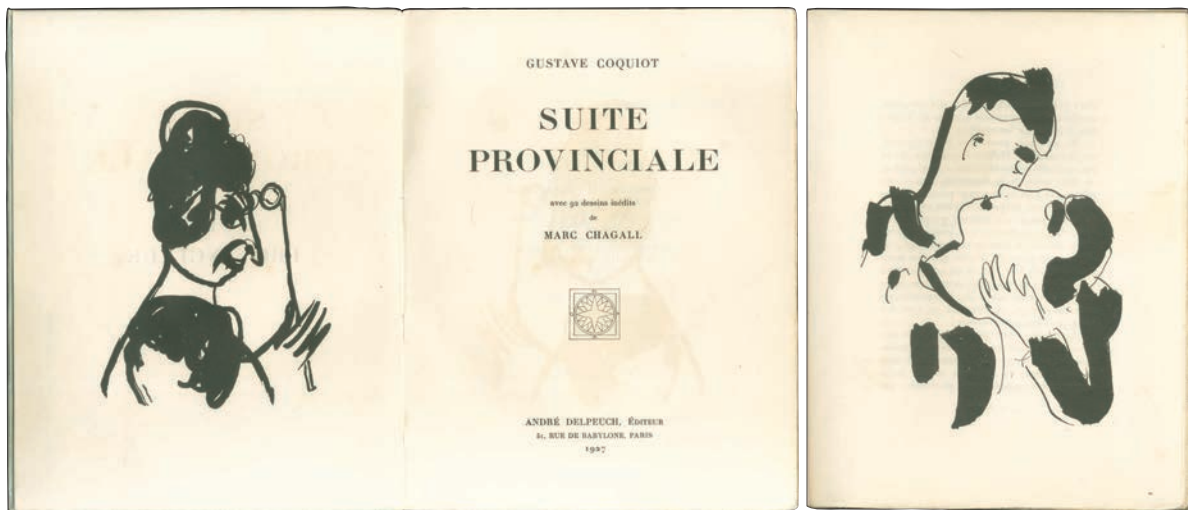 GUSTAVE COQUIOT
SUITE
PROVINCIALE
avec 92 dessins inédits
de
MARC CHAGALL
ANDRÉ DELPEUCH, ÉDITEUR
51, RUE DE BABYLONE, PARIS
1927